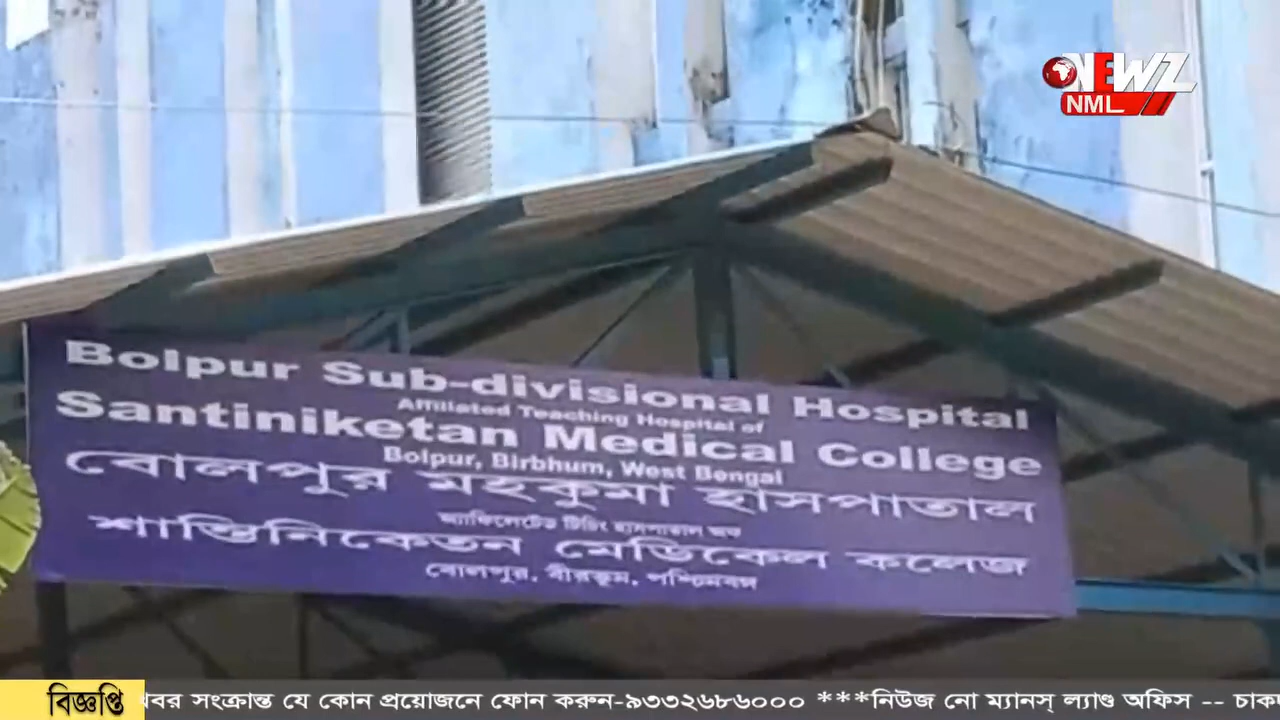 NEWZ
NML
Bolpur Sub-divisional Hospital
Affiliated Teaching Hospital of
Santiniketan Medical College
Bolpur, Birbhum, West Bengal
বোলপুর মহকুমা হাসপাতাল
অ্যাফিলেটেড টিচিং হাসপাতাল অফ
শান্তিনিকেতন মেডিকেল কলেজ
বোলপুর, বীরভূম, পশ্চিমবঙ্গ
বিজ্ঞপ্তি খবর সংক্রান্ত যে কোন প্রয়োজনে ফোন করুন-৯৩৩২৬৮৬০০০ ***নিউজ নো ম্যানস্ ল্যাণ্ড অফিস -- চাক